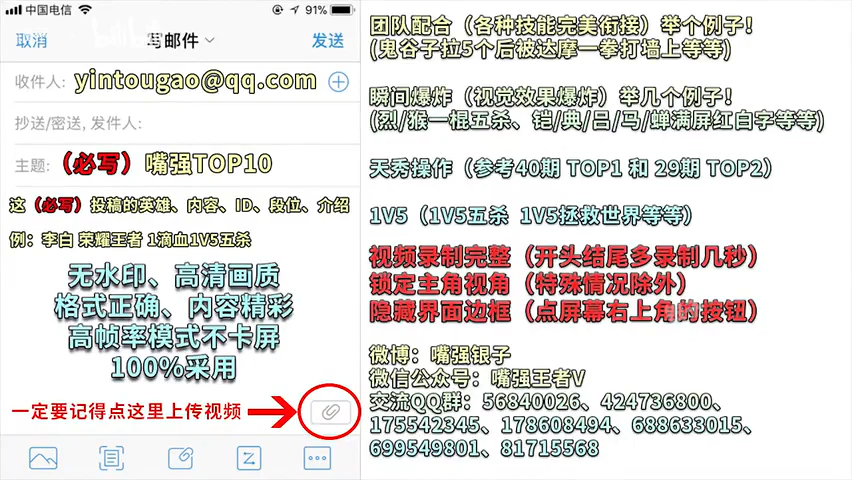 中国电信
91%
取消
写邮件
发送
收件人: yintougao@qq.com
抄送/密送, 发件人:
主题: （必写）嘴强TOP10
这（必写）投稿的英雄、内容、ID、段位、介绍
例：李白 荣耀王者 1滴血1V5五杀
无水印、高清画质
格式正确、内容精彩
高帧率模式不卡屏
100%采用
一定要记得点这里上传视频
团队配合（各种技能完美衔接）举个例子！
(鬼谷子拉5个后被达摩一拳打墙上等等)
瞬间爆炸（视觉效果爆炸）举几个例子！
(烈/猴一棍五杀、铠/典/吕/马/蝉满屏红白字等等)
天秀操作（参考40期 TOP1 和 29期 TOP2）
1V5（1V5五杀 1V5拯救世界等等）
视频录制完整（开头结尾多录制几秒）
锁定主角视角（特殊情况除外）
隐藏界面边框（点屏幕右上角的按钮）
微博：嘴强银子
微信公众号：嘴强王者V
交流QQ群：56840026、424736800、
175542345、178608494、688633015、
699549801、81715568